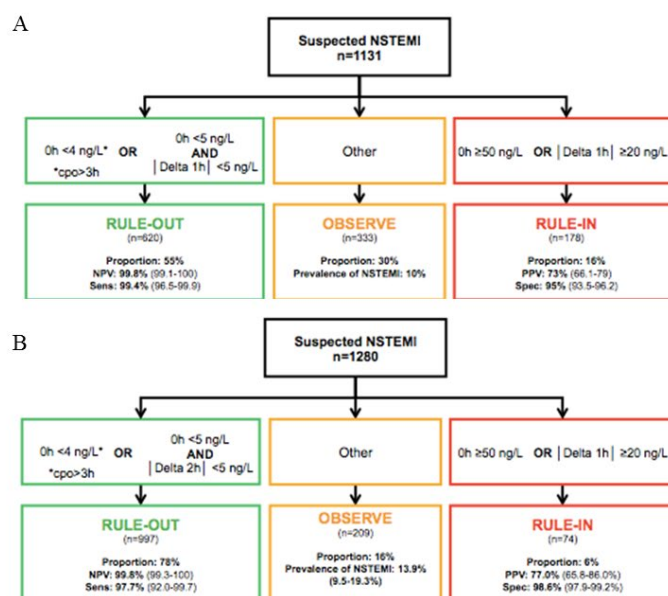 A
Suspected NSTEMI
n=1131
0h <4 ng/L* OR 0h <5 ng/L
AND
*cpo>3h |Delta 1h| <5 ng/L
Other
0h ≥50 ng/L OR |Delta 1h| ≥20 ng/L
RULE-OUT
(n=620)
Proportion: 55%
NPV: 99.8% (99.1-100)
Sens: 99.4% (96.5-99.9)
OBSERVE
(n=333)
Proportion: 30%
Prevalence of NSTEMI: 10%
RULE-IN
(n=178)
Proportion: 16%
PPV: 73% (66.1-79)
Spec: 95% (93.5-96.2)
B
Suspected NSTEMI
n=1280
0h <4 ng/L* OR 0h <5 ng/L
AND
*cpo>3h |Delta 2h| <5 ng/L
Other
0h ≥50 ng/L OR |Delta 1h| ≥20 ng/L
RULE-OUT
(n=997)
Proportion: 78%
NPV: 99.8% (99.3-100)
Sens: 97.7% (92.0-99.7)
OBSERVE
(n=209)
Proportion: 16%
Prevalence of NSTEMI: 13.9%
(9.5-19.3%)
RULE-IN
(n=74)
Proportion: 6%
PPV: 77.0% (65.8-86.0%)
Spec: 98.6% (97.9-99.2%)